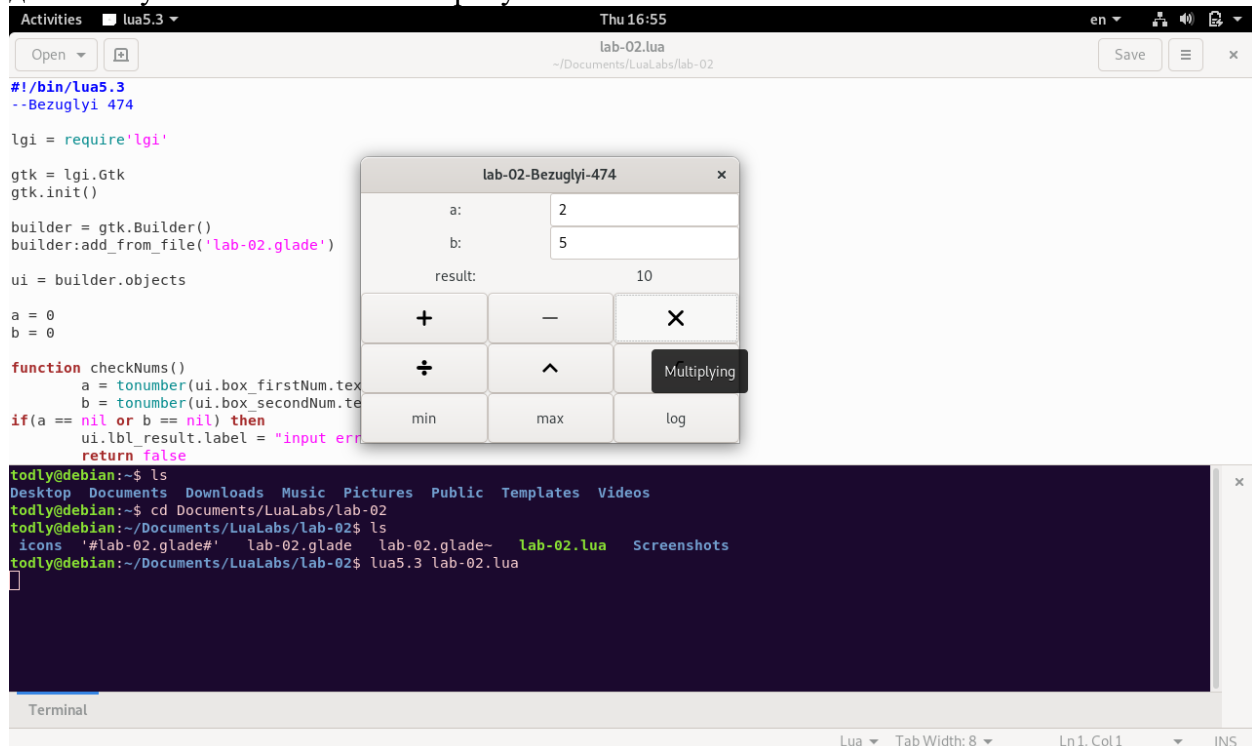 Activities lua5.3 Thu 16:55 en
Open lab-02.lua Save
~/Documents/LuaLabs/lab-02
#!/bin/lua5.3
--Bezuglyi 474
lgi = require'lgi'
gtk = lgi.Gtk
gtk.init()
builder = gtk.Builder()
builder:add_from_file('lab-02.glade')
ui = builder.objects
a = 0
b = 0
function checkNums()
a = tonumber(ui.box_firstNum.tex
b = tonumber(ui.box_secondNum.te
if(a == nil or b == nil) then
ui.lbl_result.label = "input err
return false
lab-02-Bezuglyi-474 ×
a: 2
b: 5
result: 10
+ − ×
÷ ^
Multiplying
min max log
todly@debian:~$ ls
Desktop Documents Downloads Music Pictures Public Templates Videos
todly@debian:~$ cd Documents/LuaLabs/lab-02
todly@debian:~/Documents/LuaLabs/lab-02$ ls
icons '#lab-02.glade#' lab-02.glade lab-02.glade~ lab-02.lua Screenshots
todly@debian:~/Documents/LuaLabs/lab-02$ lua5.3 lab-02.lua
Terminal
Lua Tab Width: 8 Ln 1, Col 1 INS